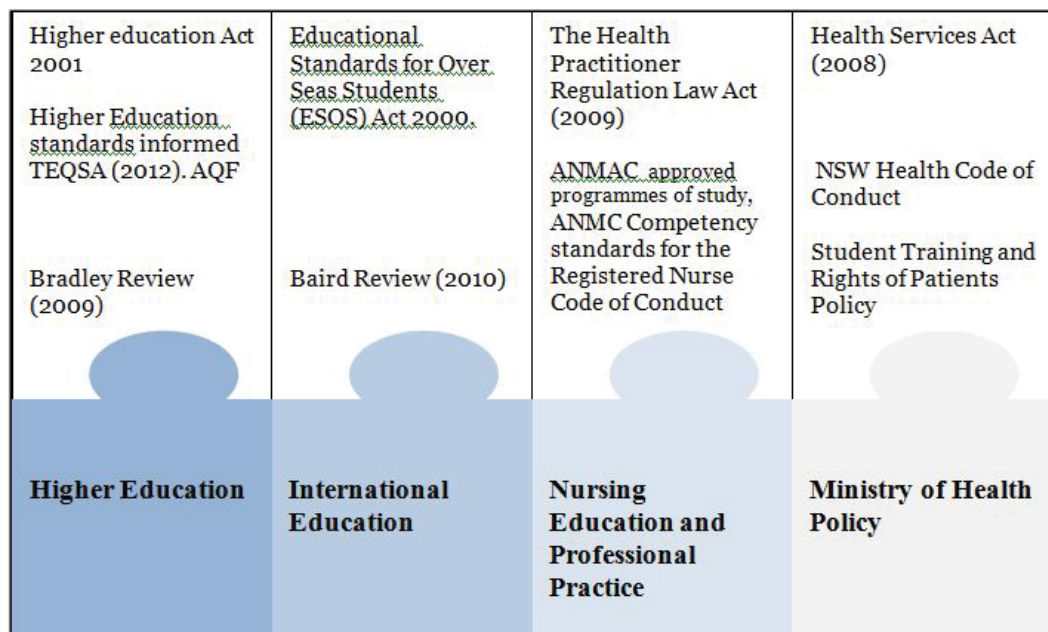 Higher education Act
2001
Higher Education
standards informed
TEQSA (2012). AQF
Bradley Review
(2009)
Higher Education
Educational
Standards for Over
Seas Students
(ESOS) Act 2000.
Baird Review (2010)
International
Education
The Health
Practitioner
Regulation Law Act
(2009)
ANMAC approved
programmes of study,
ANMC Competency
standards for the
Registered Nurse
Code of Conduct
Nursing
Education and
Professional
Practice
Health Services Act
(2008)
NSW Health Code of
Conduct
Student Training and
Rights of Patients
Policy
Ministry of Health
Policy